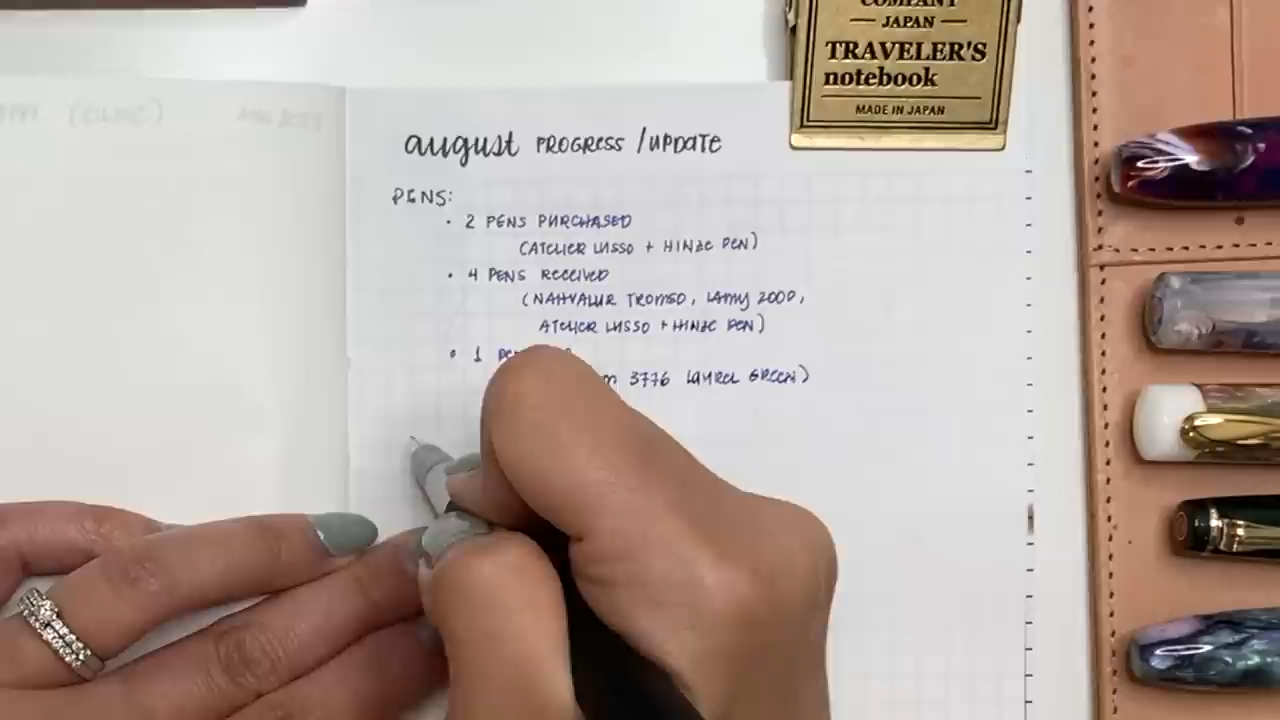 COMPANY
JAPAN
TRAVELER'S
notebook
MADE IN JAPAN
august PROGRESS / UPDATE
PENS:
• 2 PENS PURCHASED
(ATELIER LUSSO + HINZE PEN)
• 4 PENS RECEIVED
(NAHVALUR TROMSO, LAMY 2000,
ATELIER LUSSO + HINZE PEN)
• 1
3776 LAUREL GREEN)